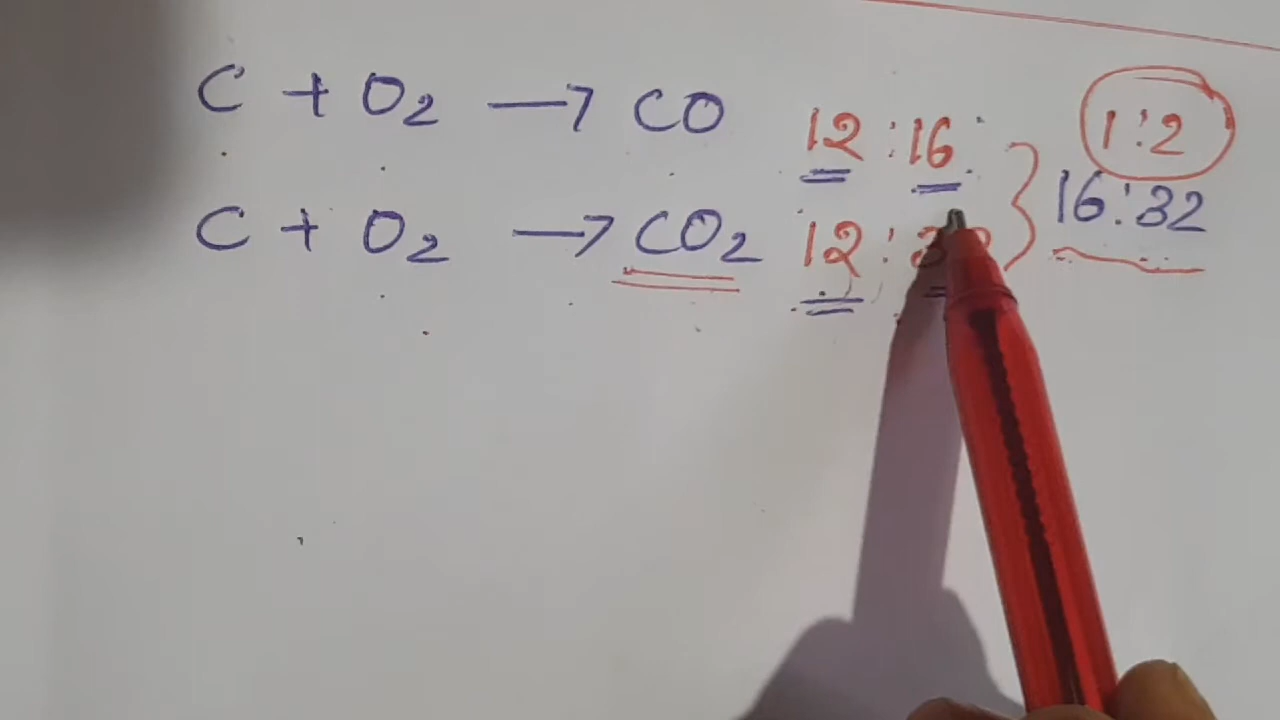 C + O2 → CO 12 : 16 1:2
16:32
C + O2 → CO2 12 :